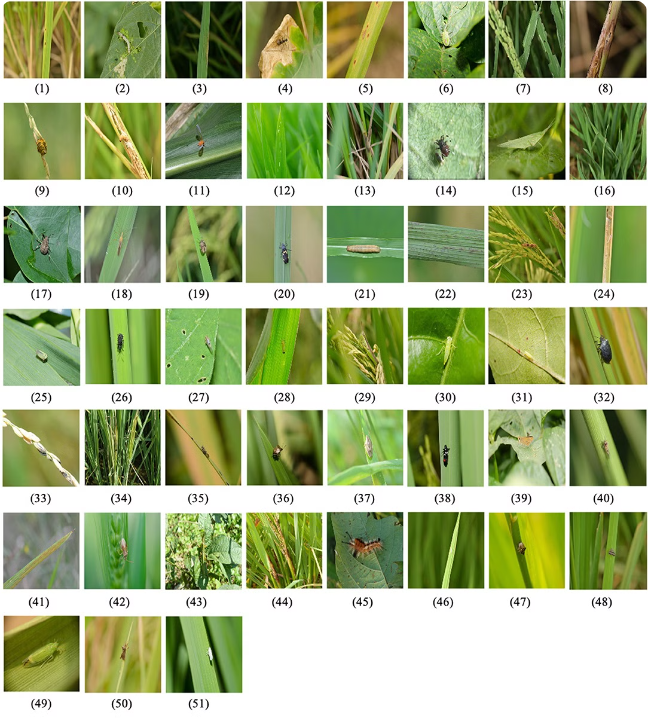 (1) (2) (3) (4) (5) (6) (7) (8)
(9) (10) (11) (12) (13) (14) (15) (16)
(17) (18) (19) (20) (21) (22) (23) (24)
(25) (26) (27) (28) (29) (30) (31) (32)
(33) (34) (35) (36) (37) (38) (39) (40)
(41) (42) (43) (44) (45) (46) (47) (48)
(49) (50) (51)